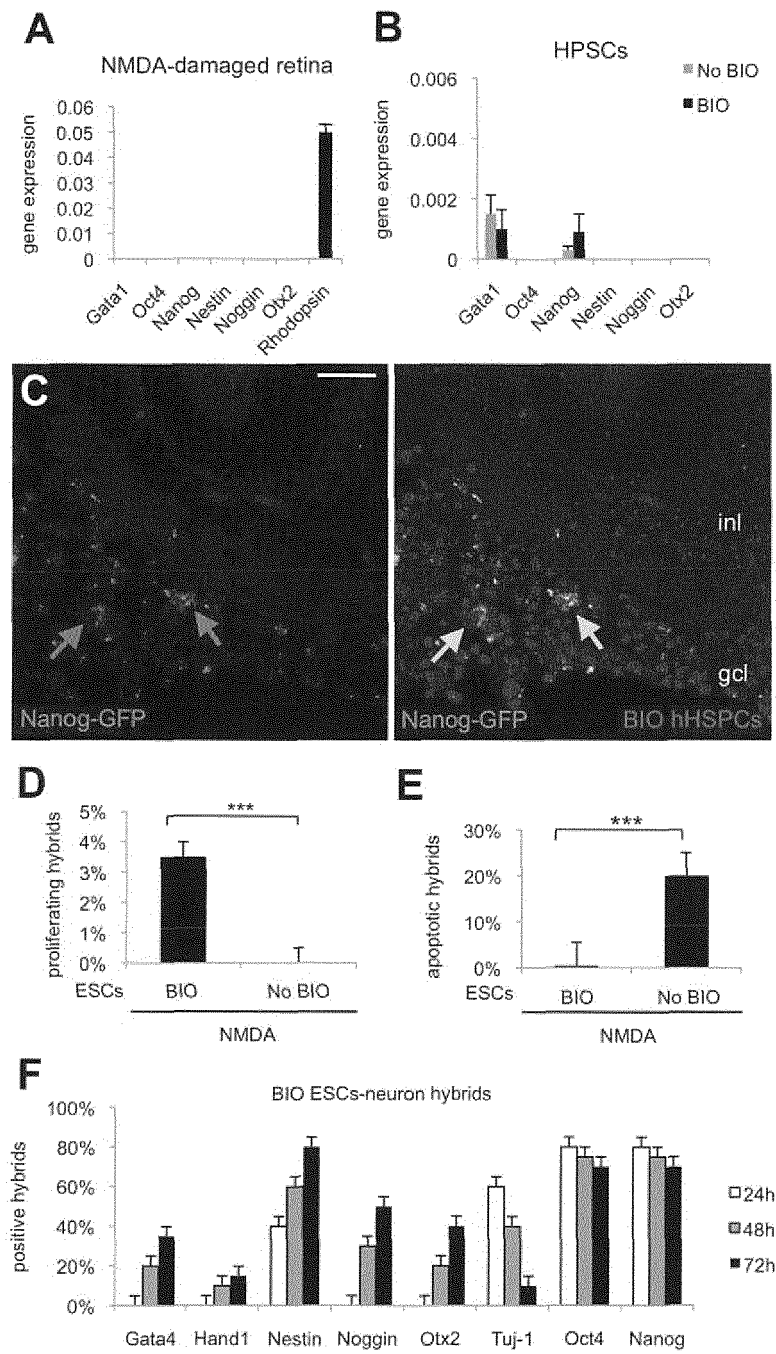 A
NMDA-damaged retina
gene expression
0.06
0.05
0.04
0.03
0.02
0.01
0
Gata1
Oct4
Nanog
Nestin
Noggin
Otx2
Rhodopsin
B
HPSCs
No BIO
BIO
gene expression
0.006
0.004
0.002
0
Gata1
Oct4
Nanog
Nestin
Noggin
Otx2
C
Nanog-GFP
inl
gcl
Nanog-GFP
BIO hHSPCs
D
proliferating hybrids
5%
4%
3%
2%
1%
0%
***
ESCs BIO No BIO
NMDA
E
apoptotic hybrids
30%
20%
10%
0%
***
ESCs BIO No BIO
NMDA
F
BIO ESCs-neuron hybrids
positive hybrids
100%
80%
60%
40%
20%
0%
Gata4 Hand1 Nestin Noggin Otx2 Tuj-1 Oct4 Nanog
24h
48h
72h